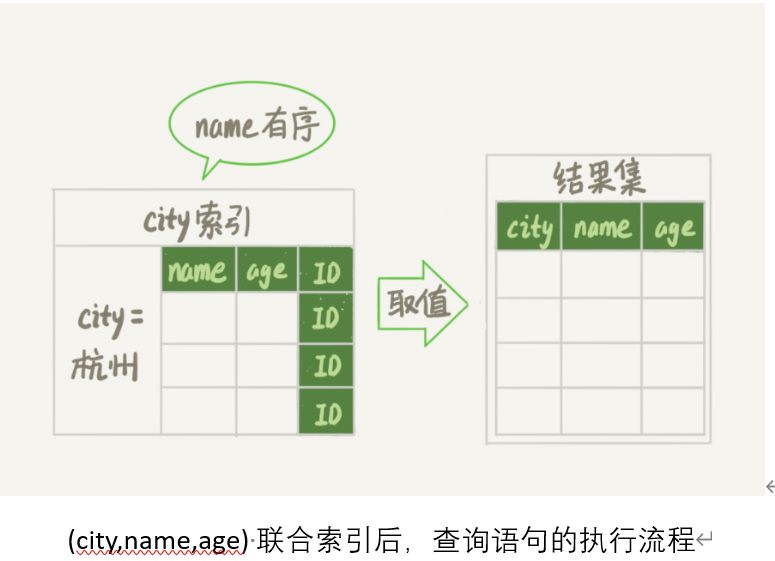 name有序
city索引
name age ID
city=
杭州
ID
ID
ID
取值
结果集
city name age
(city,name,age) 联合索引后，查询语句的执行流程